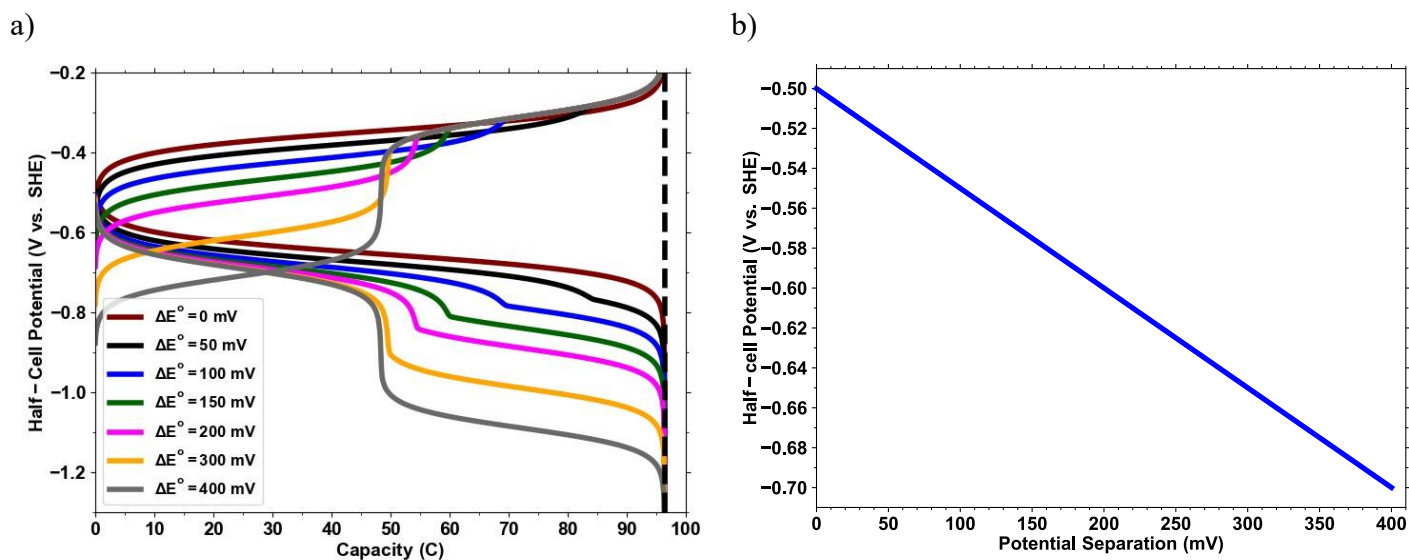 a)
b)
Half−Cell Potential (V vs. SHE)
−0.2
−0.4
−0.6
−0.8
−1.0
−1.2
ΔE° = 0 mV
ΔE° = 50 mV
ΔE° = 100 mV
ΔE° = 150 mV
ΔE° = 200 mV
ΔE° = 300 mV
ΔE° = 400 mV
0 10 20 30 40 50 60 70 80 90 100
Capacity (C)
Half−cell Potential (V vs. SHE)
−0.50
−0.52
−0.54
−0.56
−0.58
−0.60
−0.62
−0.64
−0.66
−0.68
−0.70
0 50 100 150 200 250 300 350 400
Potential Separation (mV)